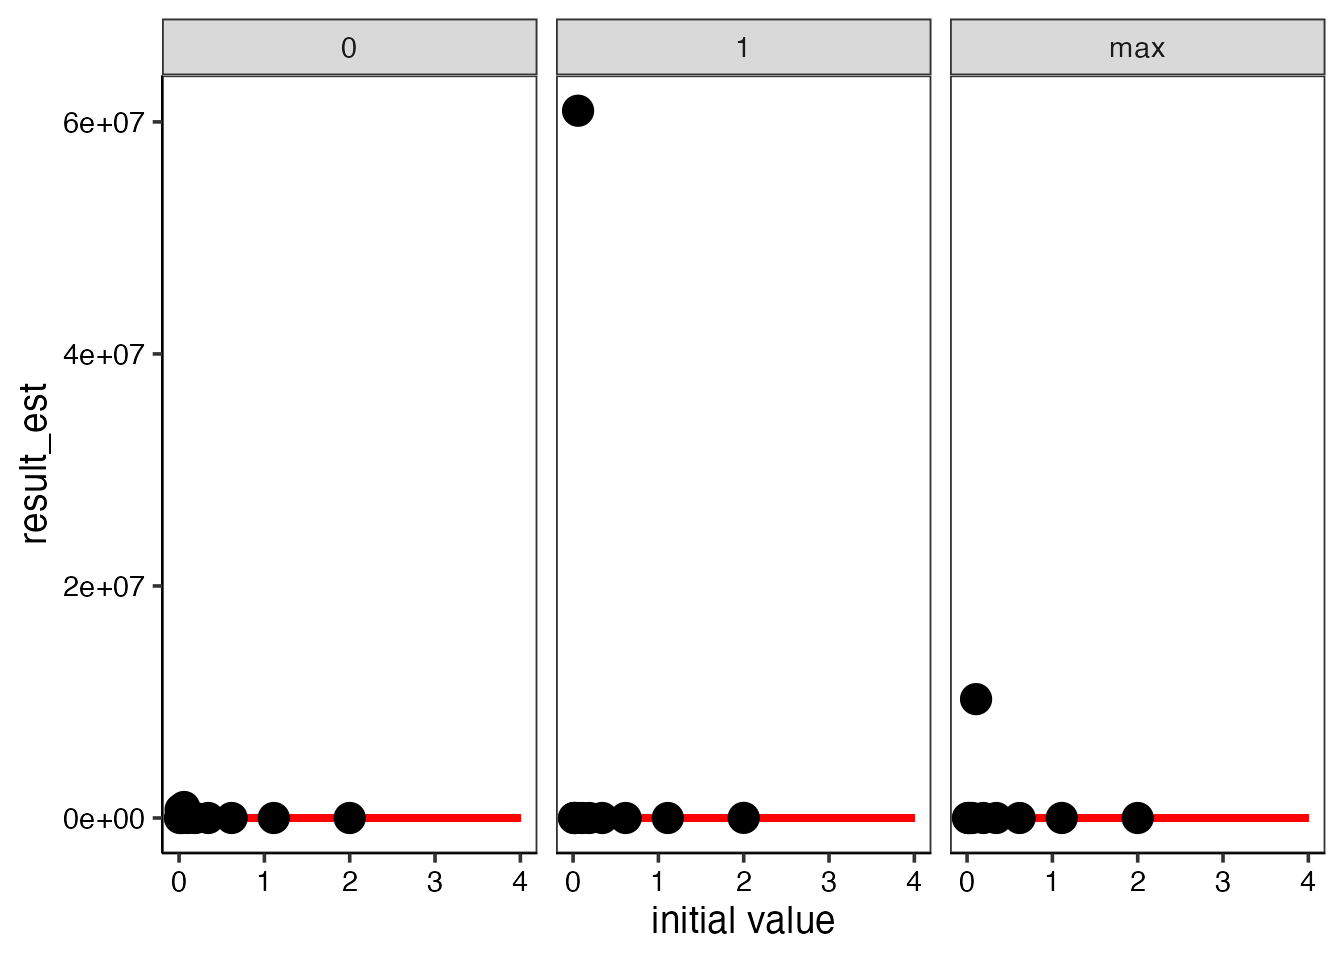 0 1 max
6e+07
4e+07
2e+07
0e+00
result_est
0 1 2 3 4 0 1 2 3 4 0 1 2 3 4
initial value